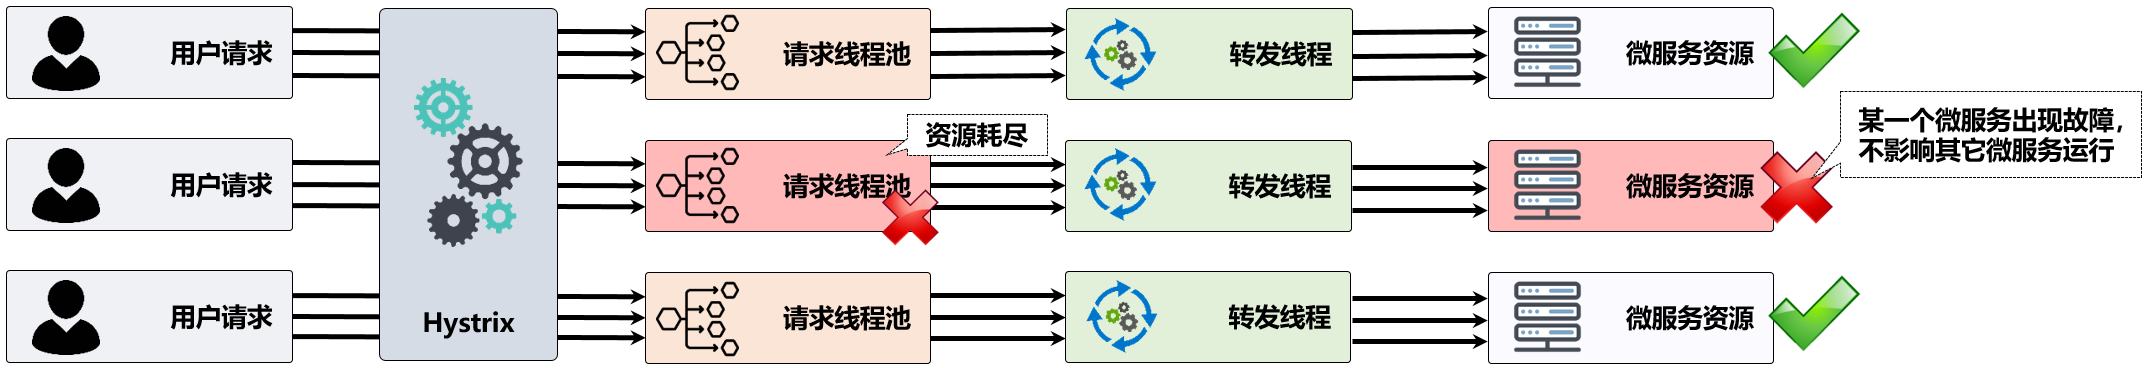 用户请求
请求线程池
转发线程
微服务资源
某一个微服务出现故障，
不影响其它微服务运行
资源耗尽
用户请求
请求线程池
转发线程
微服务资源
用户请求
Hystrix
请求线程池
转发线程
微服务资源